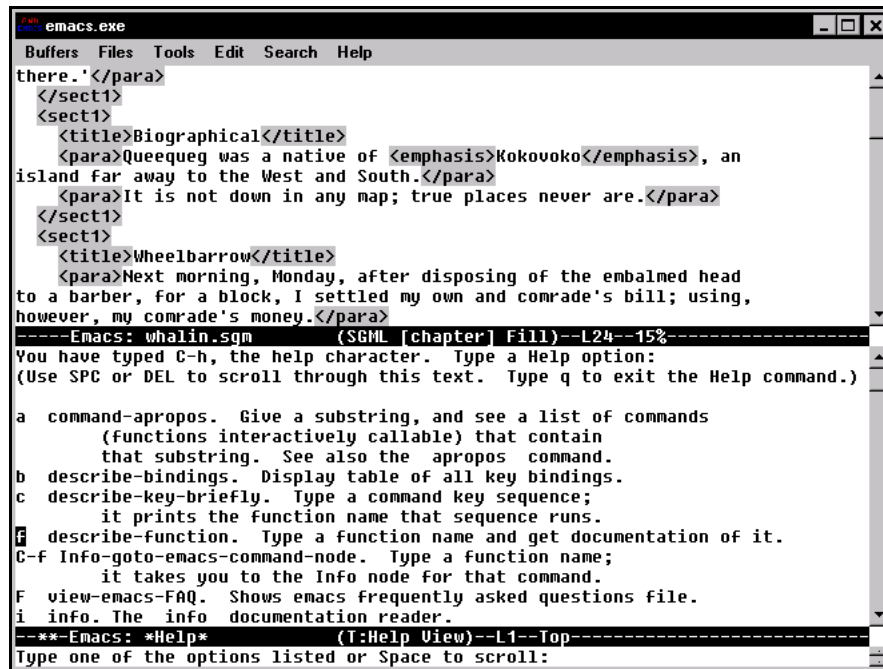 emacs.exe
Buffers Files Tools Edit Search Help
there.'</para>
  </sect1>
  <sect1>
    <title>Biographical</title>
    <para>Queequeg was a native of <emphasis>Kokovoko</emphasis>, an
island far away to the West and South.</para>
    <para>It is not down in any map; true places never are.</para>
  </sect1>
  <sect1>
    <title>Wheelbarrow</title>
    <para>Next morning, Monday, after disposing of the embalmed head
to a barber, for a block, I settled my own and comrade's bill; using,
however, my comrade's money.</para>
-----Emacs: whalin.sgm        (SGML [chapter] Fill)--L24--15%-------------------
You have typed C-h, the help character.  Type a Help option:
(Use SPC or DEL to scroll through this text.  Type q to exit the Help command.)
a  command-apropos.  Give a substring, and see a list of commands
        (functions interactively callable) that contain
        that substring.  See also the  apropos  command.
b  describe-bindings.  Display table of all key bindings.
c  describe-key-briefly.  Type a command key sequence;
        it prints the function name that sequence runs.
f  describe-function.  Type a function name and get documentation of it.
C-f Info-goto-emacs-command-node.  Type a function name;
        it takes you to the Info node for that command.
F  view-emacs-FAQ.  Shows emacs frequently asked questions file.
i  info. The  info  documentation reader.
--**-Emacs: *Help*            (T:Help View)--L1--Top----------------------------
Type one of the options listed or Space to scroll: